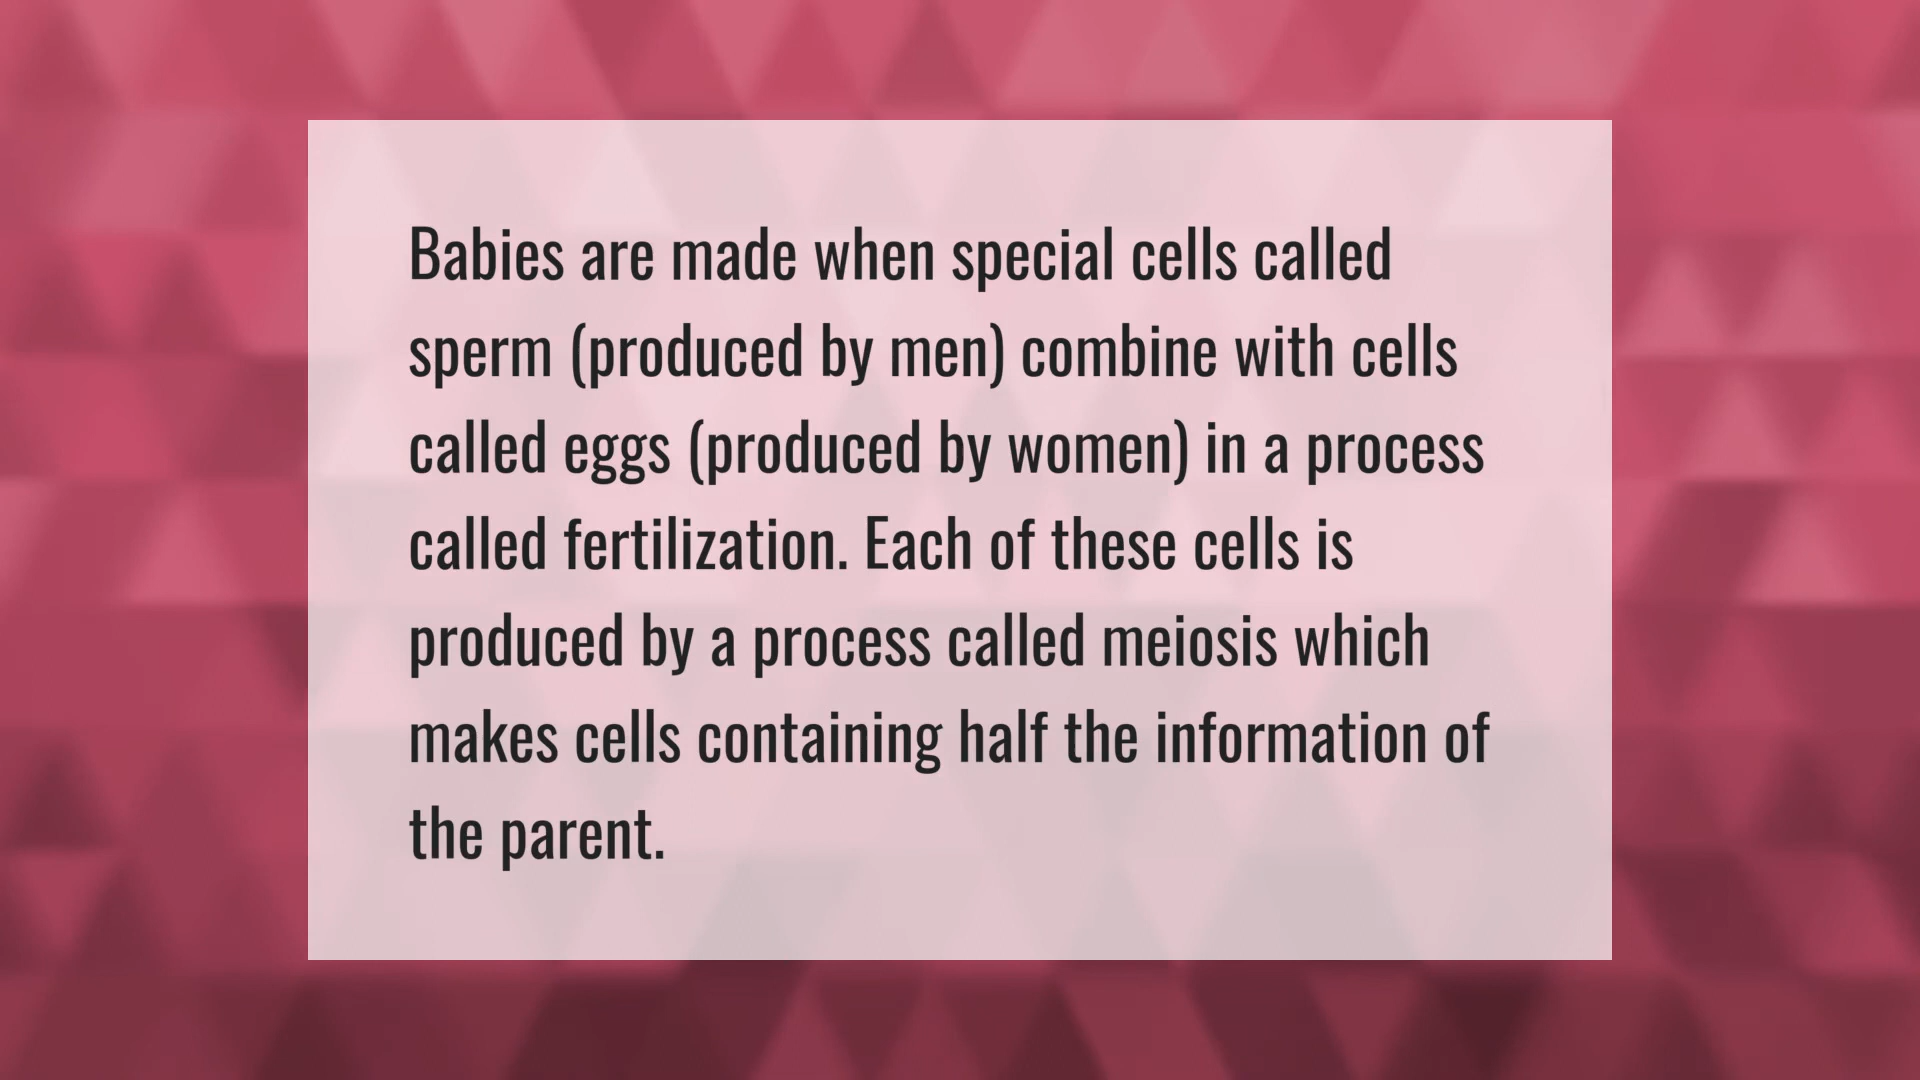 Babies are made when special cells called
sperm (produced by men) combine with cells
called eggs (produced by women) in a process
called fertilization. Each of these cells is
produced by a process called meiosis which
makes cells containing half the information of
the parent.